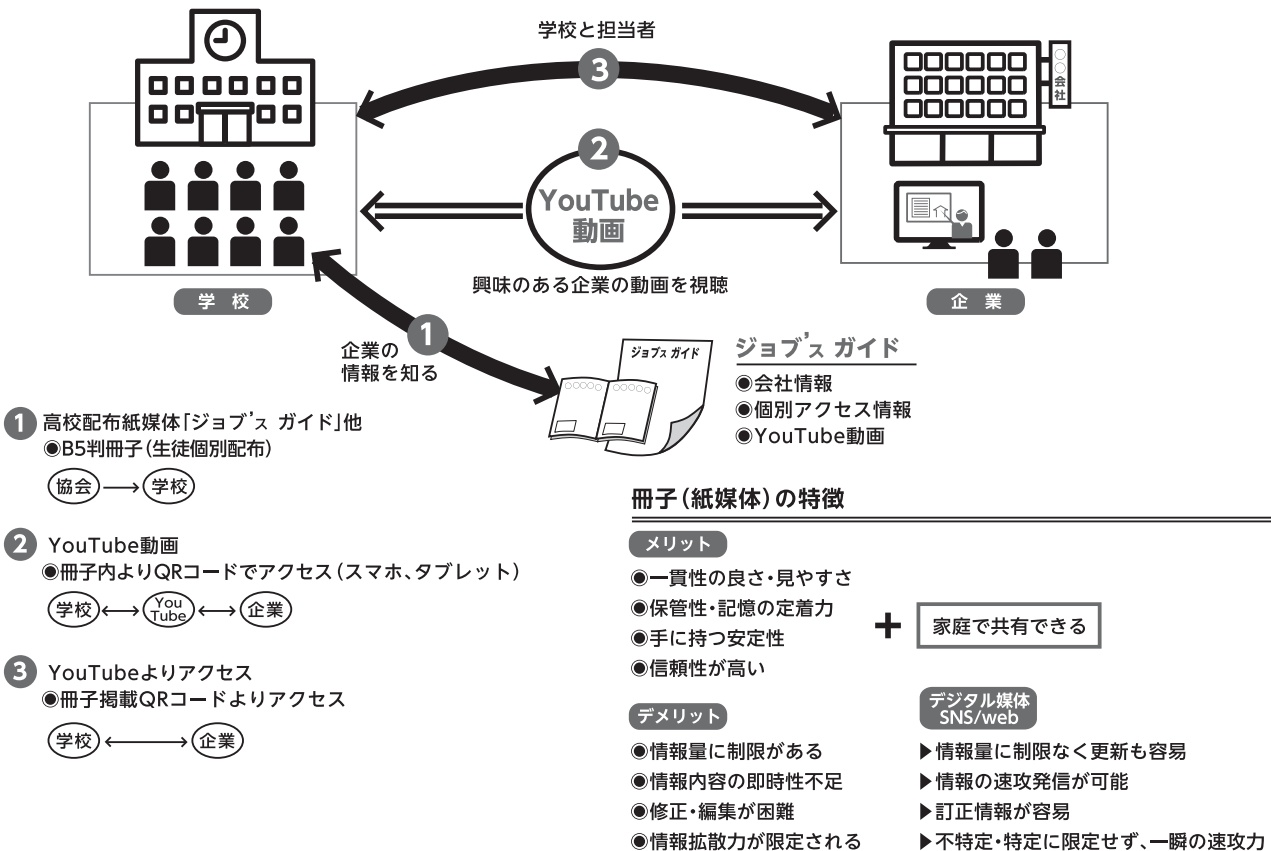 学校と担当者
3
会社
2
YouTube
動画
興味のある企業の動画を視聴
学校
企業
1
企業の
情報を知る
ジョブス ガイド
ジョブ’ス ガイド
◉会社情報
◉個別アクセス情報
◉YouTube動画
1 高校配布紙媒体「ジョブ’ス ガイド」他
◉B5判冊子(生徒個別配布)
協会→学校
2 YouTube動画
◉冊子内よりQRコードでアクセス(スマホ、タブレット)
学校↔You Tube↔企業
3 YouTubeよりアクセス
◉冊子掲載QRコードよりアクセス
学校↔企業
冊子(紙媒体)の特徴
メリット
◉一貫性の良さ・見やすさ
◉保管性・記憶の定着力
◉手に持つ安定性
◉信頼性が高い
+
家庭で共有できる
デメリット
◉情報量に制限がある
◉情報内容の即時性不足
◉修正・編集が困難
◉情報拡散力が限定される
デジタル媒体
SNS/web
▶情報量に制限なく更新も容易
▶情報の速攻発信が可能
▶訂正情報が容易
▶不特定・特定に限定せず、一瞬の速攻力